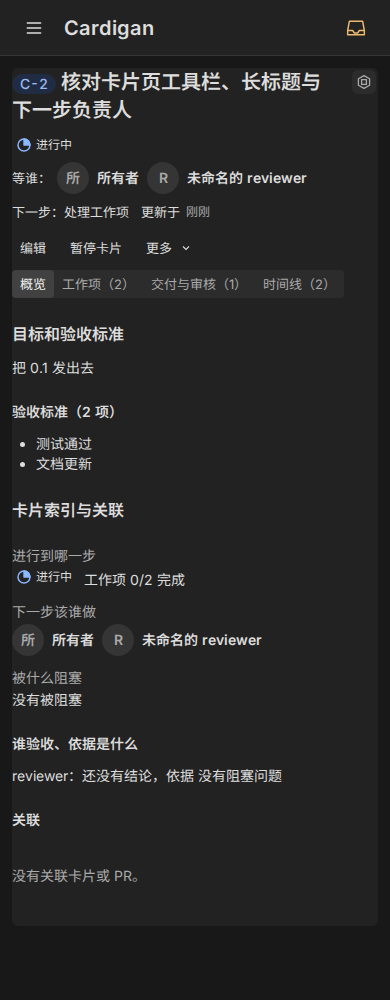 Cardigan
C-2 核对卡片页工具栏、长标题与
下一步负责人
进行中
等谁： 所 所有者 R 未命名的 reviewer
下一步：处理工作项 更新于 刚刚
编辑 暂停卡片 更多
概览 工作项（2） 交付与审核（1） 时间线（2）
目标和验收标准
把 0.1 发出去
验收标准（2 项）
测试通过
文档更新
卡片索引与关联
进行到哪一步
进行中 工作项 0/2 完成
下一步该谁做
所 所有者 R 未命名的 reviewer
被什么阻塞
没有被阻塞
谁验收、依据是什么
reviewer：还没有结论，依据 没有阻塞问题
关联
没有关联卡片或 PR。